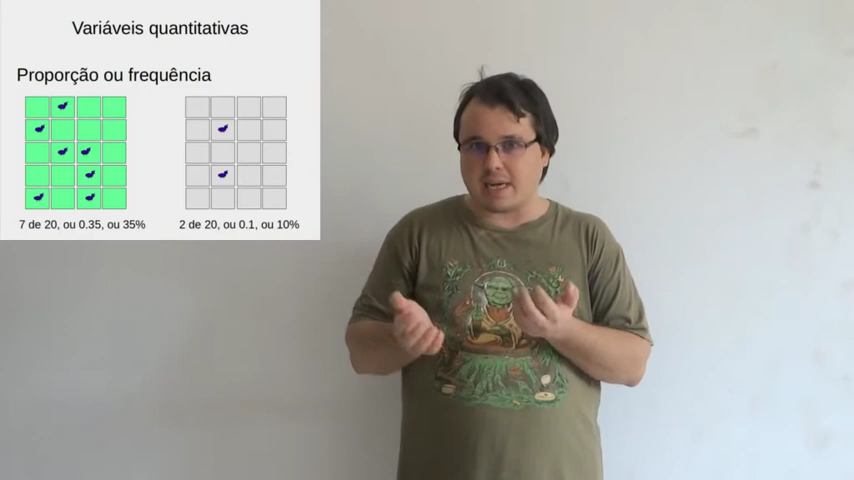 Variáveis quantitativas
Proporção ou frequência
7 de 20, ou 0.35, ou 35%
2 de 20, ou 0.1, ou 10%